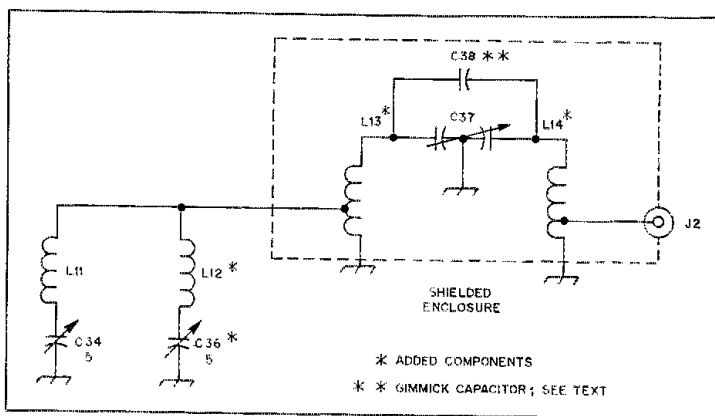 C38 * *
L13 *
C37
L14 *
J2
L11
L12 *
C34
5
C36 *
5
SHIELDED
ENCLOSURE
* ADDED COMPONENTS
* * GIMMICK CAPACITOR; SEE TEXT